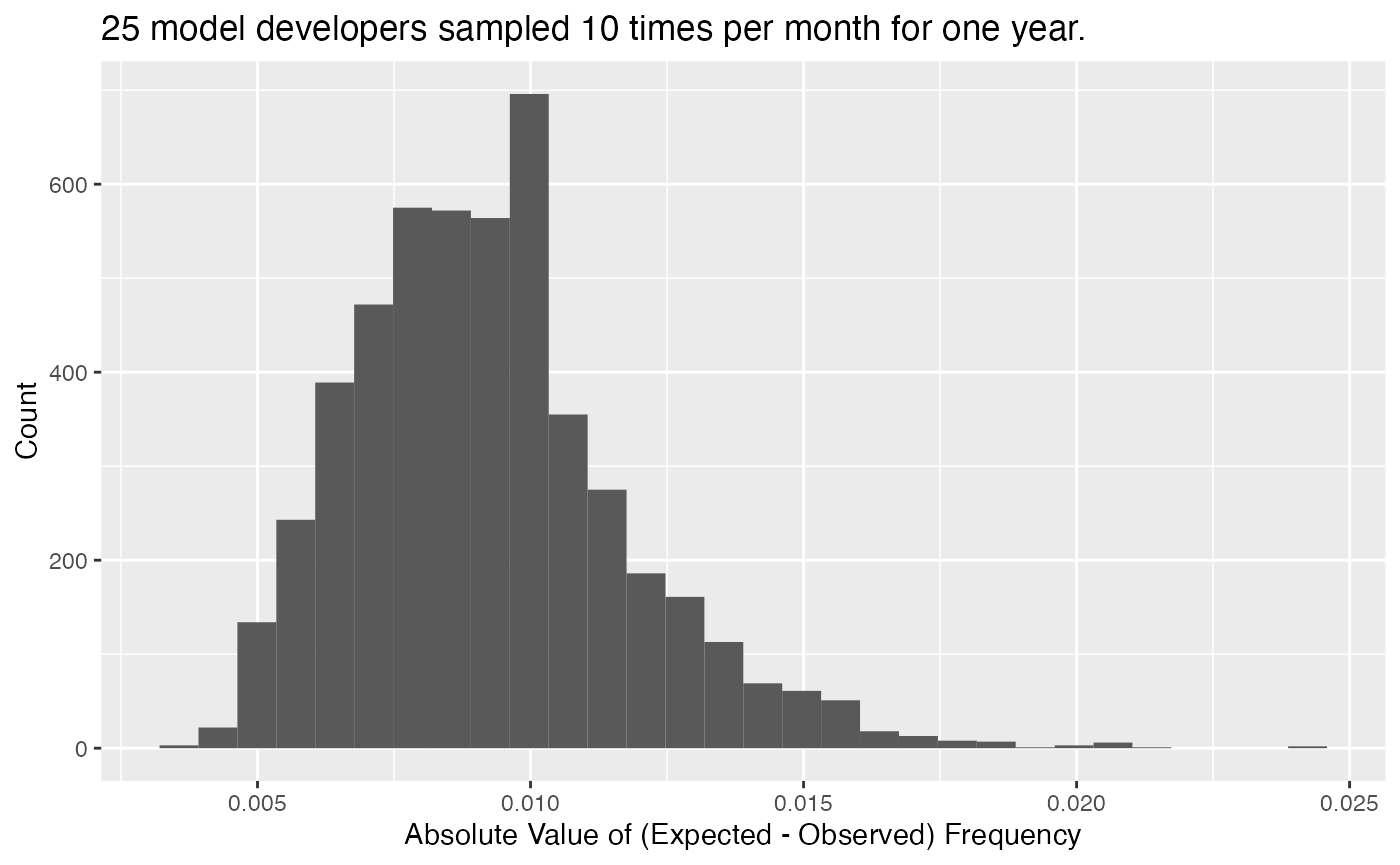 25 model developers sampled 10 times per month for one year.
Count
600
400
200
0
0.005 0.010 0.015 0.020 0.025
Absolute Value of (Expected - Observed) Frequency